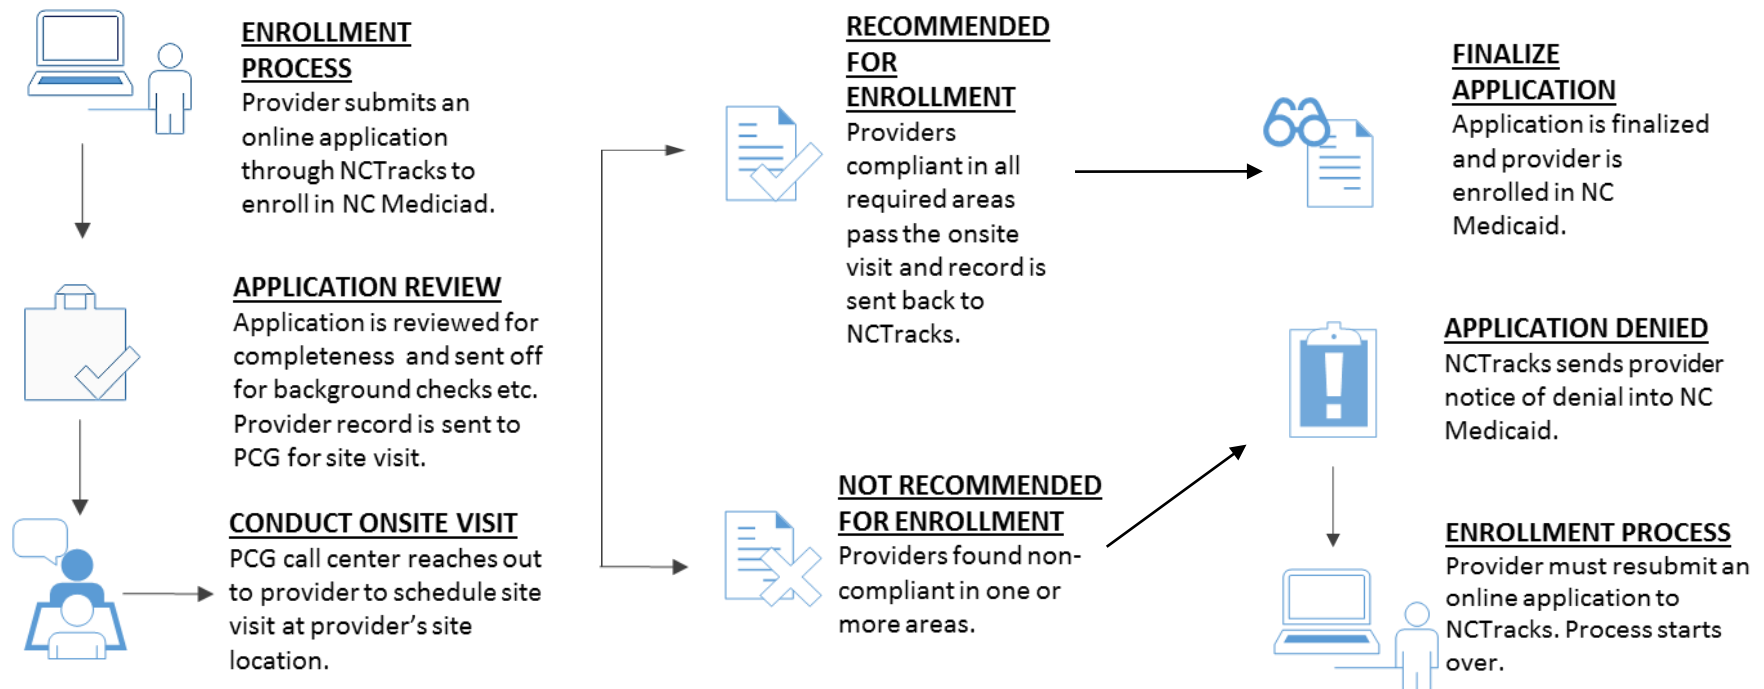 ENROLLMENT
PROCESS
Provider submits an
online application
through NCTracks to
enroll in NC Mediciad.
APPLICATION REVIEW
Application is reviewed for
completeness and sent off
for background checks etc.
Provider record is sent to
PCG for site visit.
CONDUCT ONSITE VISIT
PCG call center reaches out
to provider to schedule site
visit at provider's site
location.
RECOMMENDED
FOR
ENROLLMENT
Providers
compliant in all
required areas
pass the onsite
visit and record is
sent back to
NCTracks.
NOT RECOMMENDED
FOR ENROLLMENT
Providers found non-
compliant in one or
more areas.
FINALIZE
APPLICATION
Application is finalized
and provider is
enrolled in NC
Medicaid.
APPLICATION DENIED
NCTracks sends provider
notice of denial into NC
Medicaid.
ENROLLMENT PROCESS
Provider must resubmit an
online application to
NCTracks. Process starts
over.